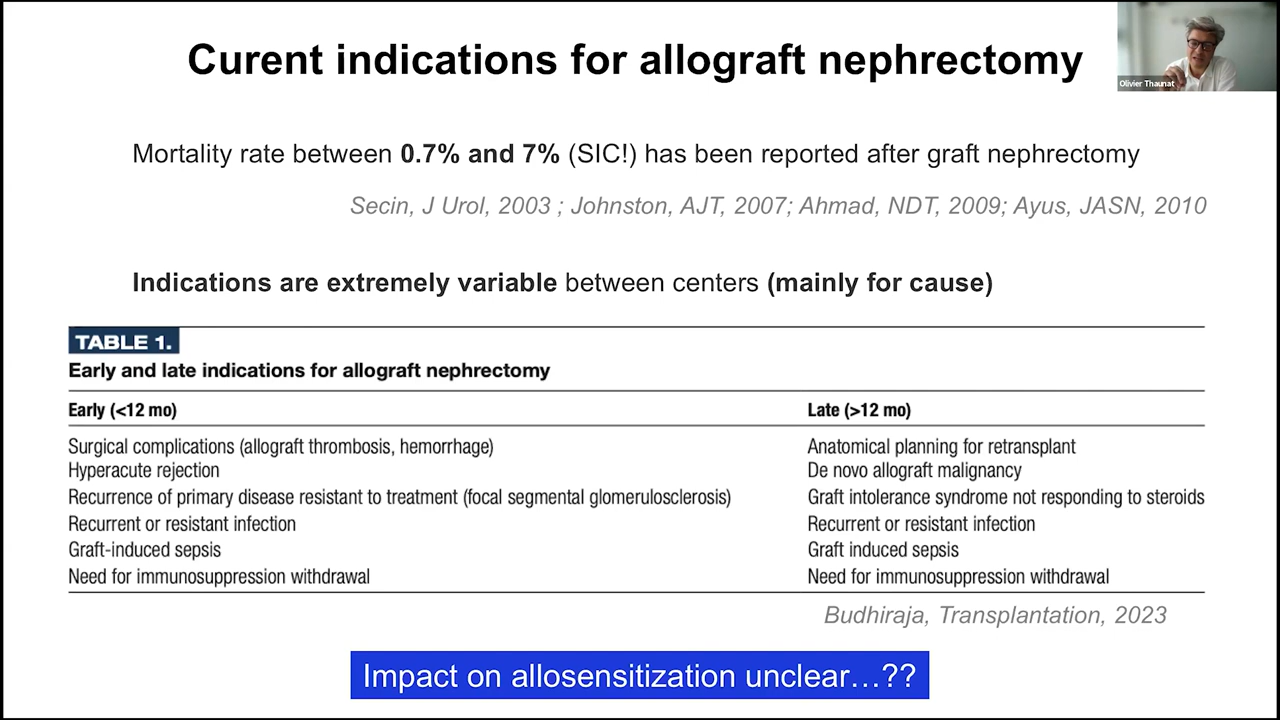 Curent indications for allograft nephrectomy
Olivier Thaunat
Mortality rate between 0.7% and 7% (SIC!) has been reported after graft nephrectomy
Secin, J Urol, 2003 ; Johnston, AJT, 2007; Ahmad, NDT, 2009; Ayus, JASN, 2010
Indications are extremely variable between centers (mainly for cause)
TABLE 1.
Early and late indications for allograft nephrectomy
Early (<12 mo) Late (>12 mo)
Surgical complications (allograft thrombosis, hemorrhage) Anatomical planning for retransplant
Hyperacute rejection De novo allograft malignancy
Recurrence of primary disease resistant to treatment (focal segmental glomerulosclerosis) Graft intolerance syndrome not responding to steroids
Recurrent or resistant infection Recurrent or resistant infection
Graft-induced sepsis Graft induced sepsis
Need for immunosuppression withdrawal Need for immunosuppression withdrawal
Budhiraja, Transplantation, 2023
Impact on allosensitization unclear…??